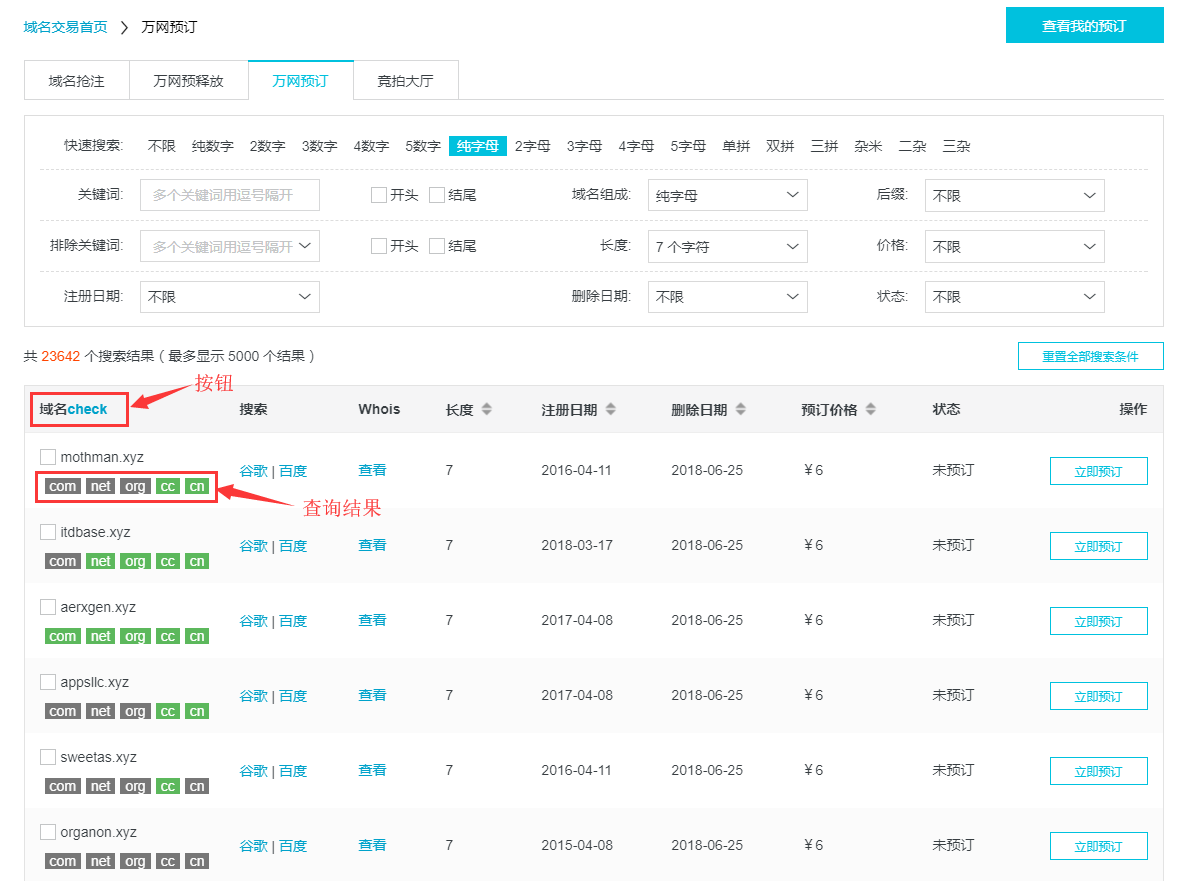 域名交易首页 > 万网预订
查看我的预订
域名抢注 万网预释放 万网预订 竞拍大厅
快速搜索: 不限 纯数字 2数字 3数字 4数字 5数字 纯字母 2字母 3字母 4字母 5字母 单拼 双拼 三拼 杂米 二杂 三杂
关键词: 多个关键词用逗号隔开 开头 结尾 域名组成: 纯字母 后缀: 不限
排除关键词: 多个关键词用逗号隔开 开头 结尾 长度: 7 个字符 价格: 不限
注册日期: 不限 删除日期: 不限 状态: 不限
共 23642 个搜索结果 ( 最多显示 5000 个结果 )
重置全部搜索条件
按钮
域名check 搜索 Whois 长度 注册日期 删除日期 预订价格 状态 操作
mothman.xyz
谷歌 | 百度 查看 7 2016-04-11 2018-06-25 ¥6 未预订 立即预订
com net org cc cn
查询结果
itdbase.xyz
谷歌 | 百度 查看 7 2018-03-17 2018-06-25 ¥6 未预订 立即预订
com net org cc cn
aerxgen.xyz
谷歌 | 百度 查看 7 2017-04-08 2018-06-25 ¥6 未预订 立即预订
com net org cc cn
appsllc.xyz
谷歌 | 百度 查看 7 2017-04-08 2018-06-25 ¥6 未预订 立即预订
com net org cc cn
sweetas.xyz
谷歌 | 百度 查看 7 2016-04-11 2018-06-25 ¥6 未预订 立即预订
com net org cc cn
organon.xyz
谷歌 | 百度 查看 7 2015-04-08 2018-06-25 ¥6 未预订 立即预订
com net org cc cn